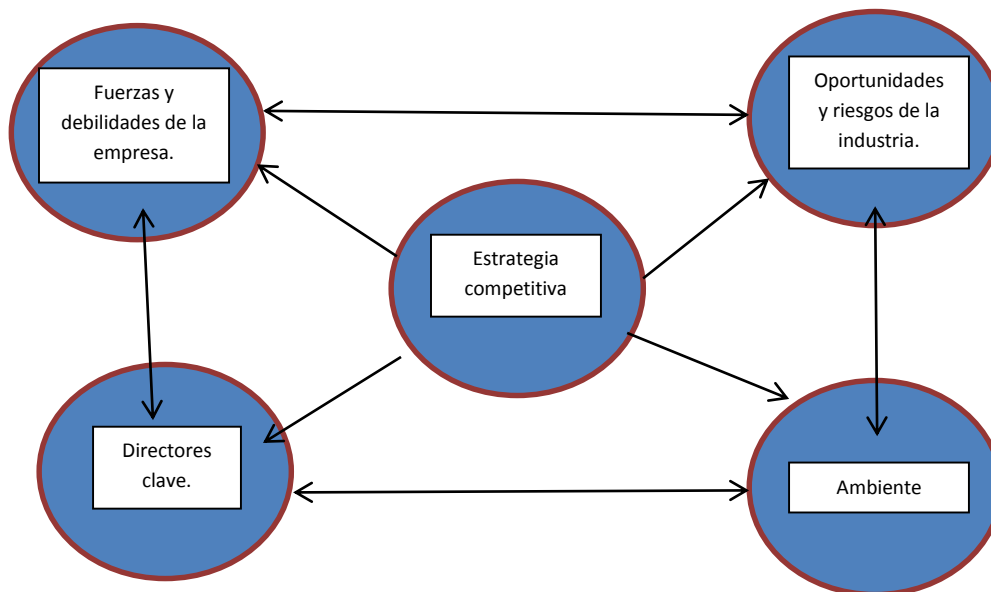 Fuerzas y
debilidades de la
empresa.
Oportunidades
y riesgos de la
industria.
Estrategia
competitiva
Directores
clave.
Ambiente